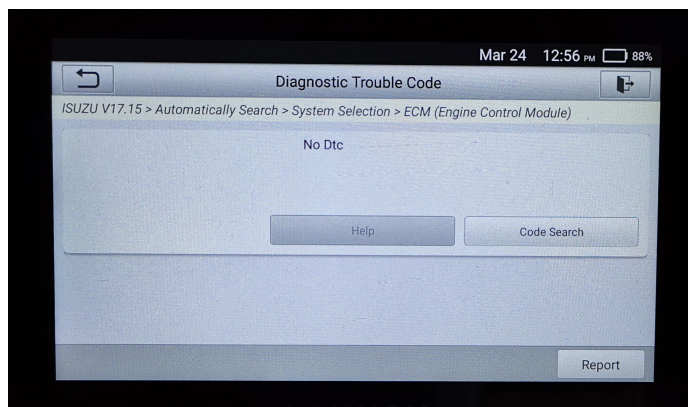 Mar 24 12:56 PM 88%
Diagnostic Trouble Code
ISUZU V17.15 > Automatically Search > System Selection > ECM (Engine Control Module)
No Dtc
Help
Code Search
Report